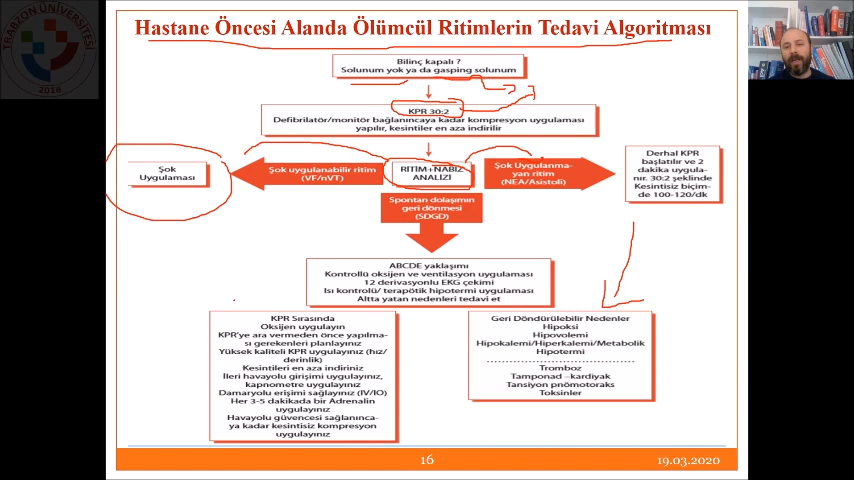 TRABZON ÜNİVERSİTESİ
2018
Hastane Öncesi Alanda Ölümcül Ritimlerin Tedavi Algoritması
Bilinç kapalı ?
Solunum yok ya da gasping solunum
KPR 30:2
Defibrilatör/monitör bağlanıncaya kadar kompresyon uygulaması
yapılır, kesintiler en aza indirilir
Şok
Uygulaması
Şok uygulanabilir ritim
(VF/nVT)
RİTİM+NABIZ
ANALİZİ
Şok Uygulanma-
yan ritim
(NEA/Asistoli)
Derhal KPR
başlatılır ve 2
dakika uygula-
nır. 30:2 şeklinde
Kesintisiz biçim-
de 100-120/dk
Spontan dolaşımın
geri dönmesi
(SDGD)
ABCDE yaklaşımı
Kontrollü oksijen ve ventilasyon uygulaması
12 derivasyonlu EKG çekimi
Isı kontrolü/ terapötik hipotermi uygulaması
Altta yatan nedenleri tedavi et
KPR Sırasında
Oksijen uygulayın
KPR'ye ara vermeden önce yapılma-
sı gerekenleri planlayınız
Yüksek kaliteli KPR uygulayınız (hız/
derinlik)
Kesintileri en aza indiriniz
İleri havayolu girişimi uygulayınız,
kapnometre uygulayınız
Damaryolu erişimi sağlayınız (IV/IO)
Her 3-5 dakikada bir Adrenalin
uygulayınız
Havayolu güvencesi sağlanınca-
ya kadar kesintisiz kompresyon
uygulayınız
Geri Döndürülebilir Nedenler
Hipoksi
Hipovolemi
Hipokalemi/Hiperkalemi/Metabolik
Hipotermi
Tromboz
Tamponad –kardiyak
Tansiyon pnömotoraks
Toksinler
16
19.03.2020